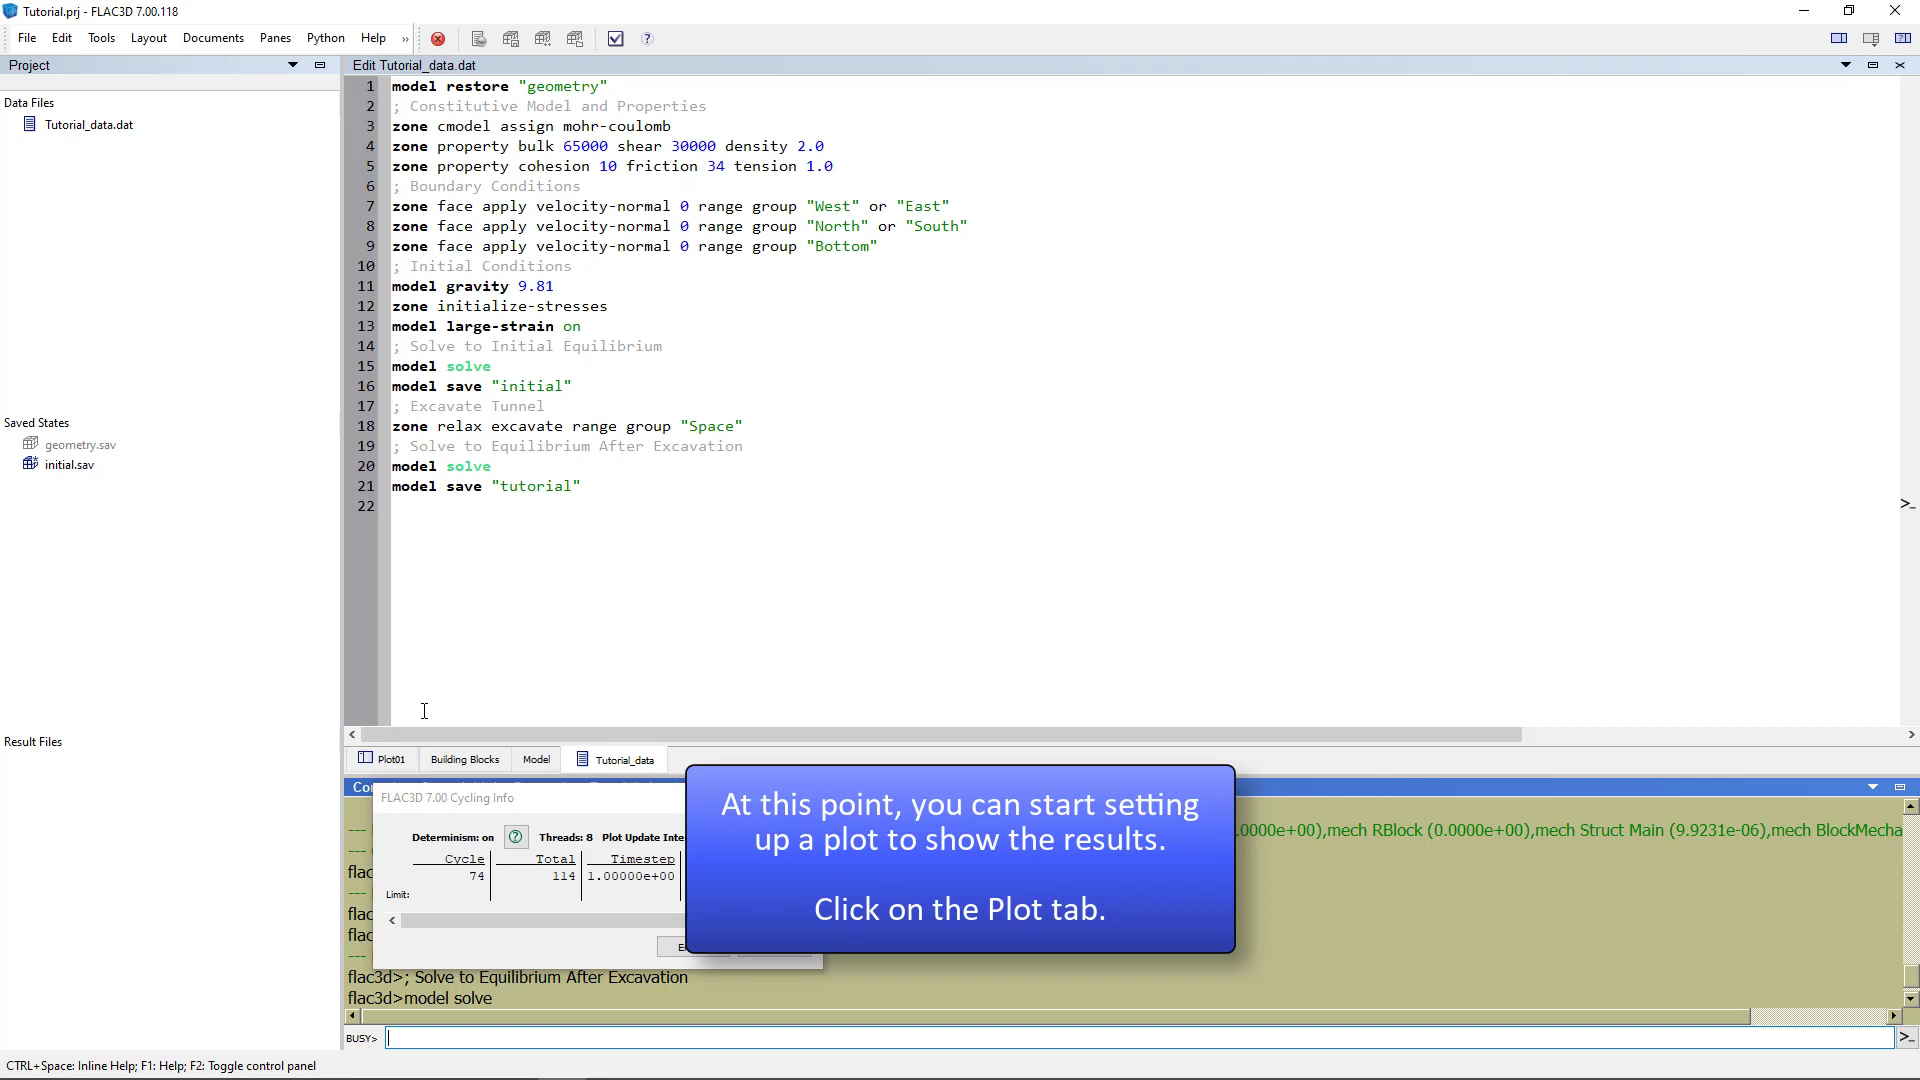 Tutorial.prj - FLAC3D 7.00.118
File Edit Tools Layout Documents Panes Python Help »
Project
Edit Tutorial_data.dat
Data Files
Tutorial_data.dat
Saved States
geometry.sav
initial.sav
Result Files
1 model restore "geometry"
2 ; Constitutive Model and Properties
3 zone cmodel assign mohr-coulomb
4 zone property bulk 65000 shear 30000 density 2.0
5 zone property cohesion 10 friction 34 tension 1.0
6 ; Boundary Conditions
7 zone face apply velocity-normal 0 range group "West" or "East"
8 zone face apply velocity-normal 0 range group "North" or "South"
9 zone face apply velocity-normal 0 range group "Bottom"
10 ; Initial Conditions
11 model gravity 9.81
12 zone initialize-stresses
13 model large-strain on
14 ; Solve to Initial Equilibrium
15 model solve
16 model save "initial"
17 ; Excavate Tunnel
18 zone relax excavate range group "Space"
19 ; Solve to Equilibrium After Excavation
20 model solve
21 model save "tutorial"
22
Plot01 Building Blocks Model Tutorial_data
FLAC3D 7.00 Cycling Info
Determinism: on Threads: 8 Plot Update Inte
Cycle Total Timestep
74 114 1.00000e+00
Limit:
.0000e+00),mech RBlock (0.0000e+00),mech Struct Main (9.9231e-06),mech BlockMecha
At this point, you can start setting
up a plot to show the results.
Click on the Plot tab.
flac3d>; Solve to Equilibrium After Excavation
flac3d>model solve
BUSY>
CTRL+Space: Inline Help; F1: Help; F2: Toggle control panel